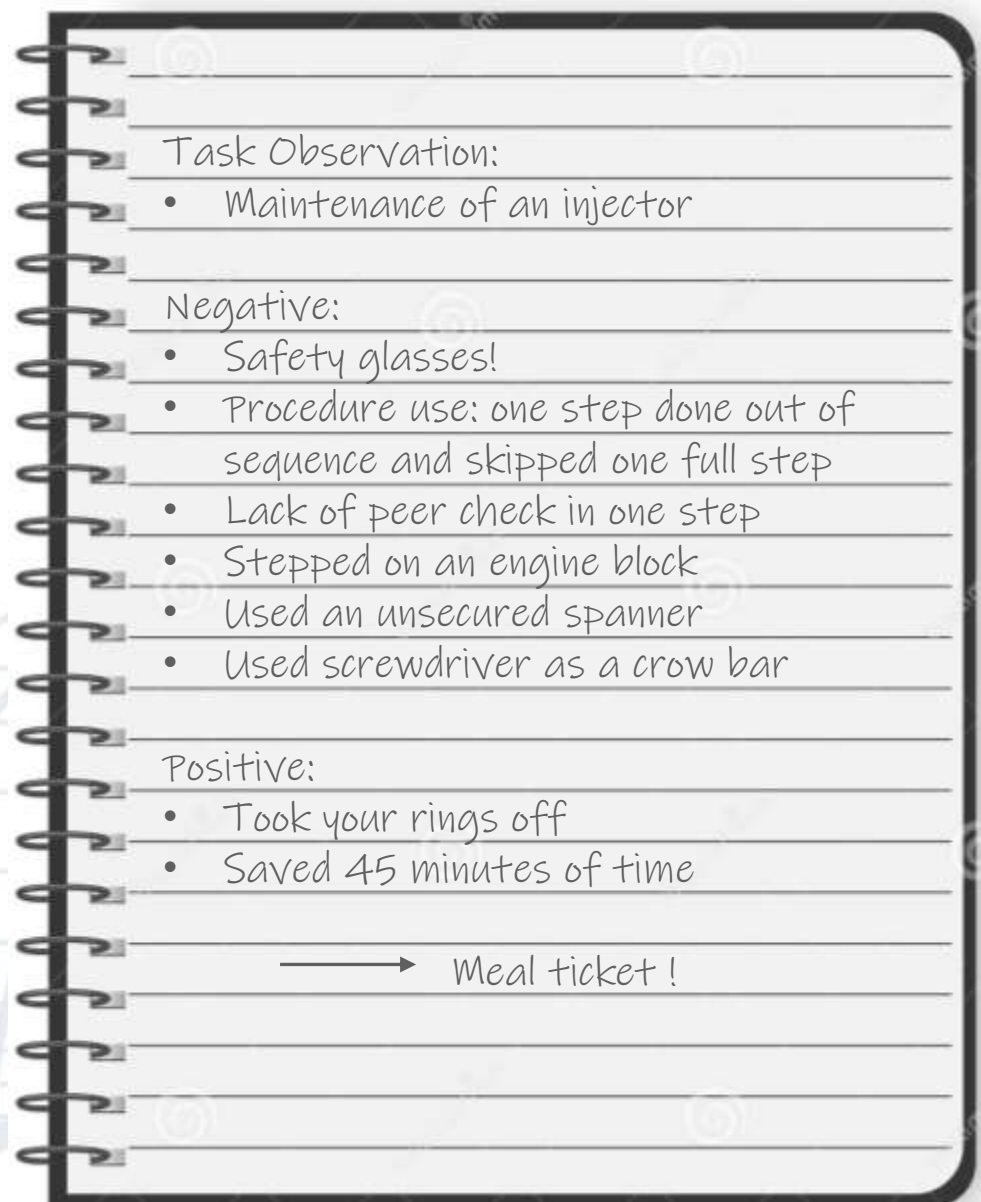 Task Observation:
• Maintenance of an injector
Negative:
• Safety glasses!
• Procedure use: one step done out of
sequence and skipped one full step
• Lack of peer check in one step
• Stepped on an engine block
• Used an unsecured spanner
• Used screwdriver as a crow bar
Positive:
• Took your rings off
• Saved 45 minutes of time
Meal ticket !